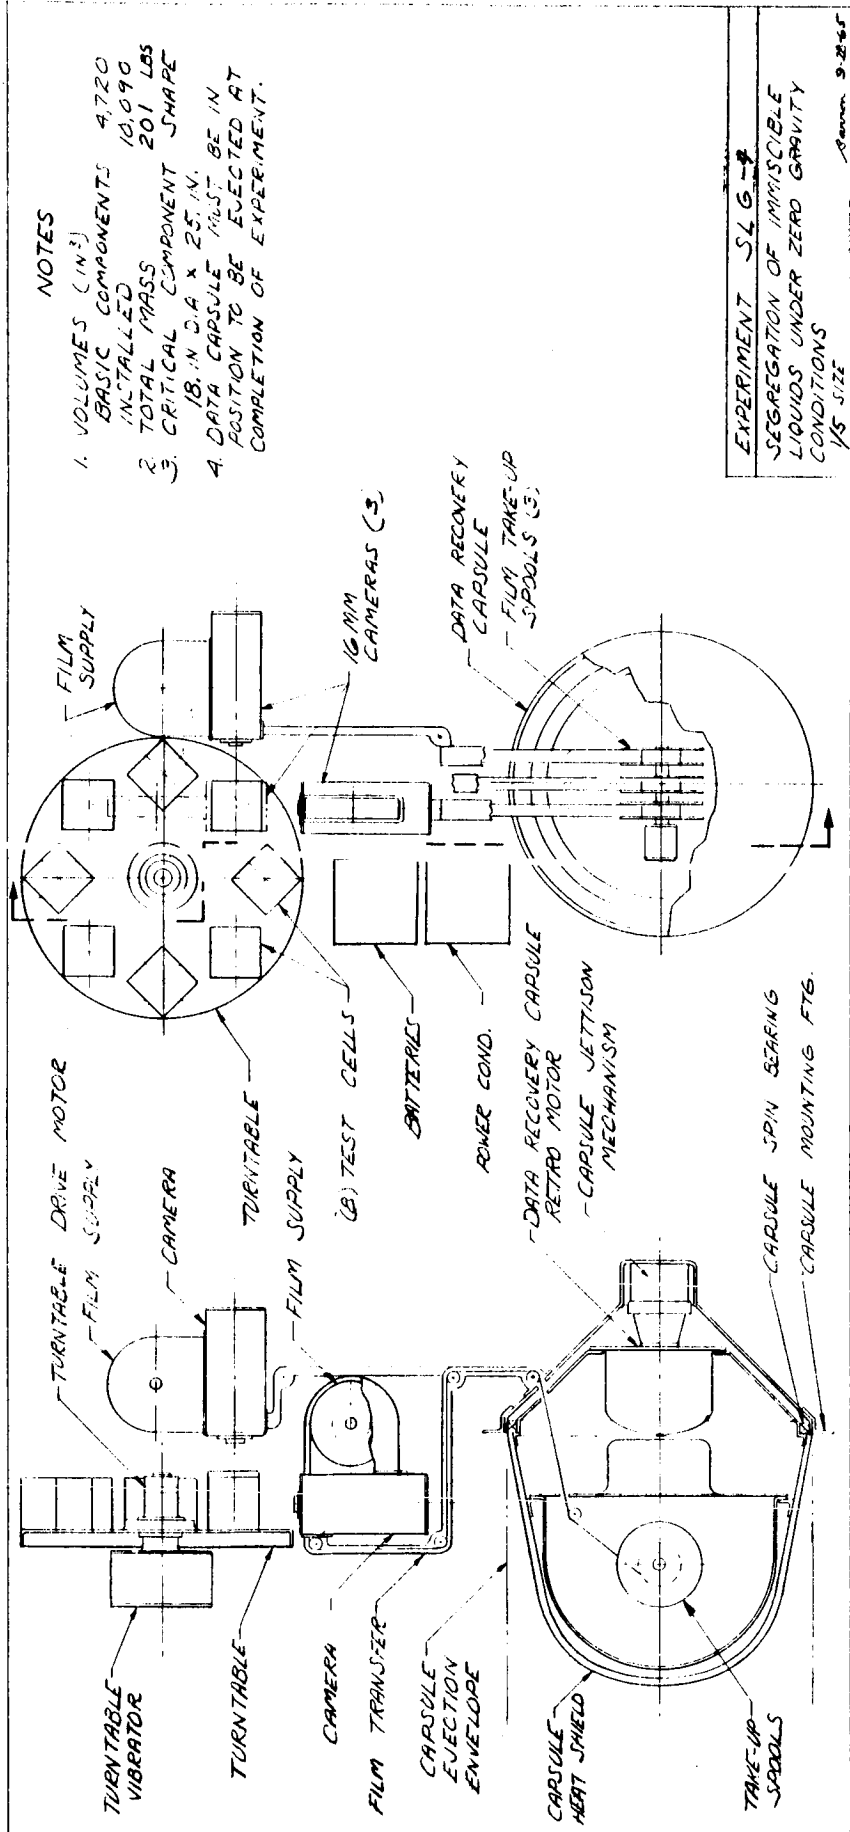 NOTES
1. VOLUMES (IN³)
BASIC COMPONENTS 4,720
INSTALLED 10,090
2. TOTAL MASS 201 LBS
3. CRITICAL COMPONENT SHAPE
18. IN DIA × 25. IN.
4. DATA CAPSULE MUST BE IN
POSITION TO BE EJECTED AT
COMPLETION OF EXPERIMENT.
FILM
SUPPLY
16 MM
CAMERAS (3)
DATA RECOVERY
CAPSULE
FILM TAKE-UP
SPOOLS (3)
TURNTABLE
(8) TEST CELLS
BATTERIES
POWER COND.
TURNTABLE DRIVE MOTOR
FILM SUPPLY
CAMERA
FILM SUPPLY
DATA RECOVERY CAPSULE
RETRO MOTOR
CAPSULE JETTISON
MECHANISM
CAPSULE SPIN BEARING
CAPSULE MOUNTING FTG.
TURNTABLE
VIBRATOR
TURNTABLE
CAMERA
FILM TRANSFER
CAPSULE
EJECTION
ENVELOPE
CAPSULE
HEAT SHIELD
TAKE-UP
SPOOLS
EXPERIMENT SLG-4
SEGREGATION OF IMMISCIBLE
LIQUIDS UNDER ZERO GRAVITY
CONDITIONS
1/5 SIZE
9-28-65